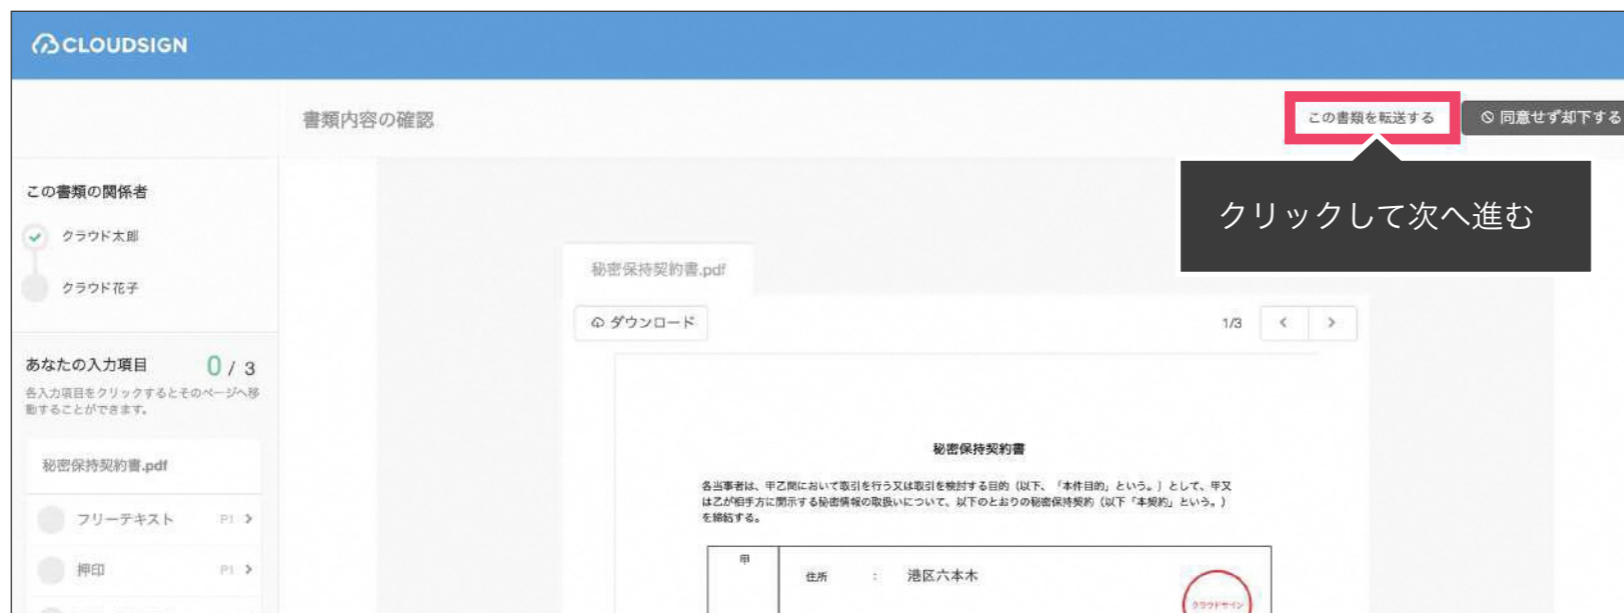 CLOUDSIGN
書類内容の確認
この書類を転送する
同意せず却下する
クリックして次へ進む
この書類の関係者
クラウド太郎
クラウド花子
あなたの入力項目 0 / 3
各入力項目をクリックするとそのページへ移
動することができます。
秘密保持契約書.pdf
フリーテキスト P1
押印 P1
秘密保持契約書.pdf
ダウンロード
1/3
秘密保持契約書
各当事者は、甲乙間において取引を行う又は取引を検討する目的（以下、「本件目的」という。）として、甲又
は乙が相手方に開示する秘密情報の取扱いについて、以下のとおりの秘密保持契約（以下「本契約」という。）
を締結する。
甲
住所 : 港区六本木
クラウドサイン